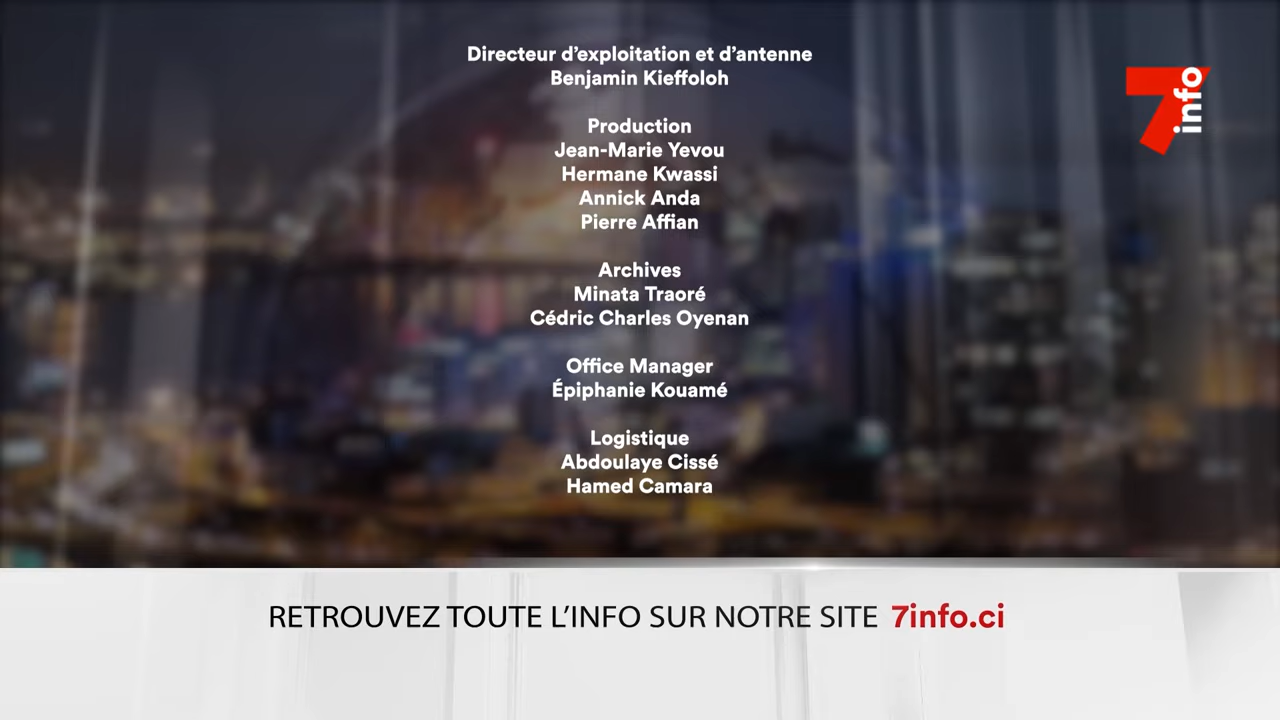 Directeur d’exploitation et d’antenne
Benjamin Kieffoloh
Production
Jean-Marie Yevou
Hermane Kwassi
Annick Anda
Pierre Affian
Archives
Minata Traoré
Cédric Charles Oyenan
Office Manager
Épiphanie Kouamé
Logistique
Abdoulaye Cissé
Hamed Camara
7info
RETROUVEZ TOUTE L’INFO SUR NOTRE SITE 7info.ci